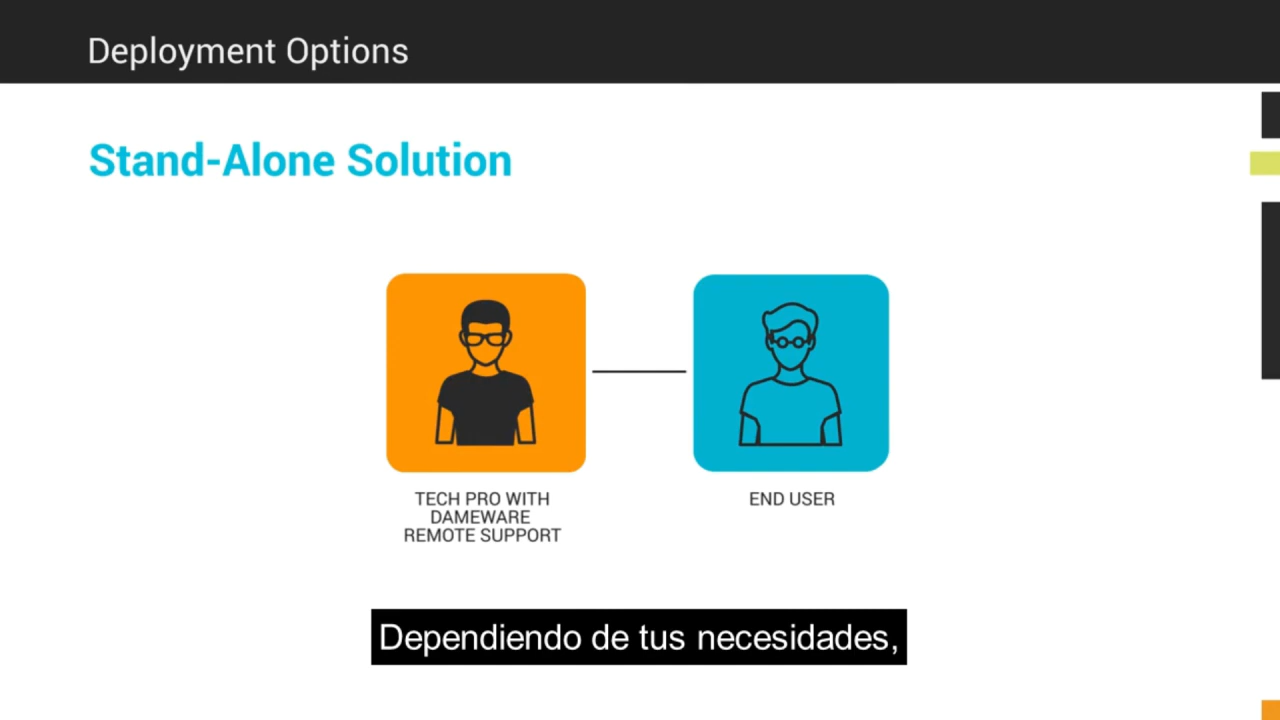 Deployment Options
Stand-Alone Solution
TECH PRO WITH
DAMEWARE
REMOTE SUPPORT
END USER
Dependiendo de tus necesidades,